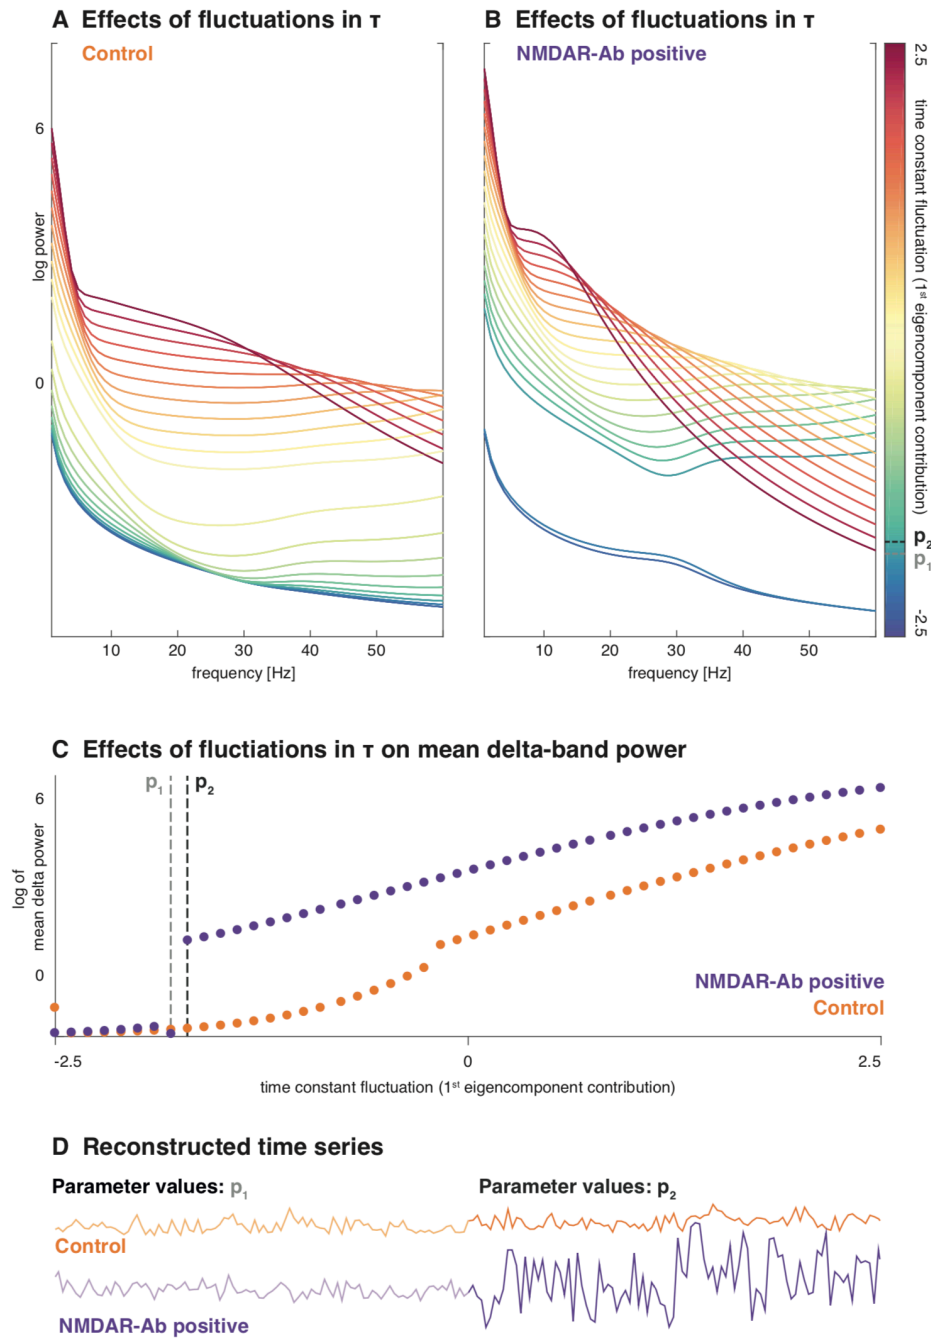 A Effects of fluctuations in τ
Control
6
0
log power
10 20 30 40 50
frequency [Hz]
B Effects of fluctuations in τ
NMDAR-Ab positive
10 20 30 40 50
frequency [Hz]
2.5
time constant fluctuation (1st eigencomponent contribution)
p2
p1
-2.5
C Effects of fluctiations in τ on mean delta-band power
p1 p2
6
0
log of
mean delta power
NMDAR-Ab positive
Control
-2.5 0 2.5
time constant fluctuation (1st eigencomponent contribution)
D Reconstructed time series
Parameter values: p1
Parameter values: p2
Control
NMDAR-Ab positive